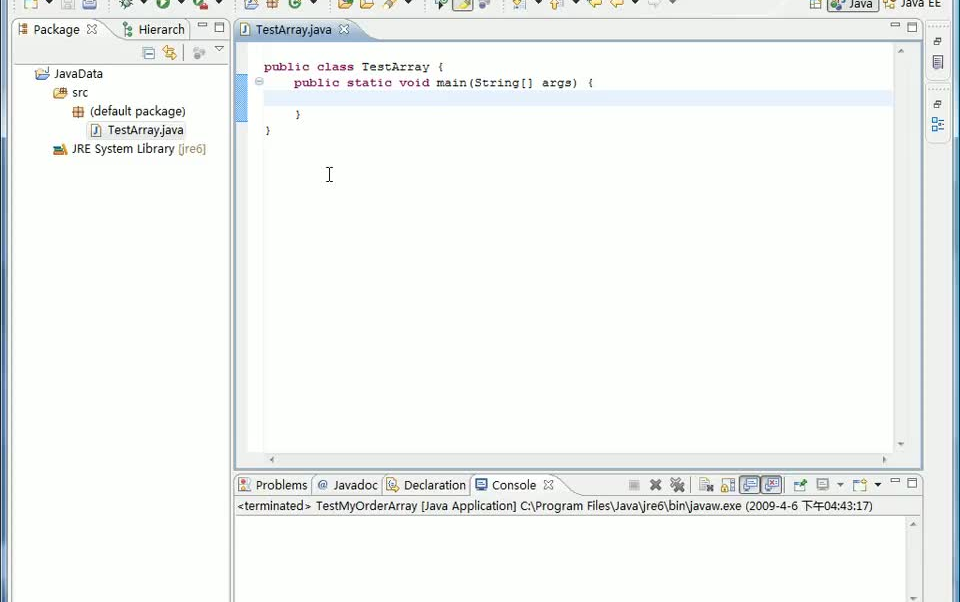 Java
Java EE
Package
Hierarchy
JavaData
src
(default package)
TestArray.java
JRE System Library [jre6]
TestArray.java
public class TestArray {
public static void main(String[] args) {
}
}
Problems
Javadoc
Declaration
Console
<terminated> TestMyOrderArray [Java Application] C:\Program Files\Java\jre6\bin\javaw.exe (2009-4-6 下午04:43:17)